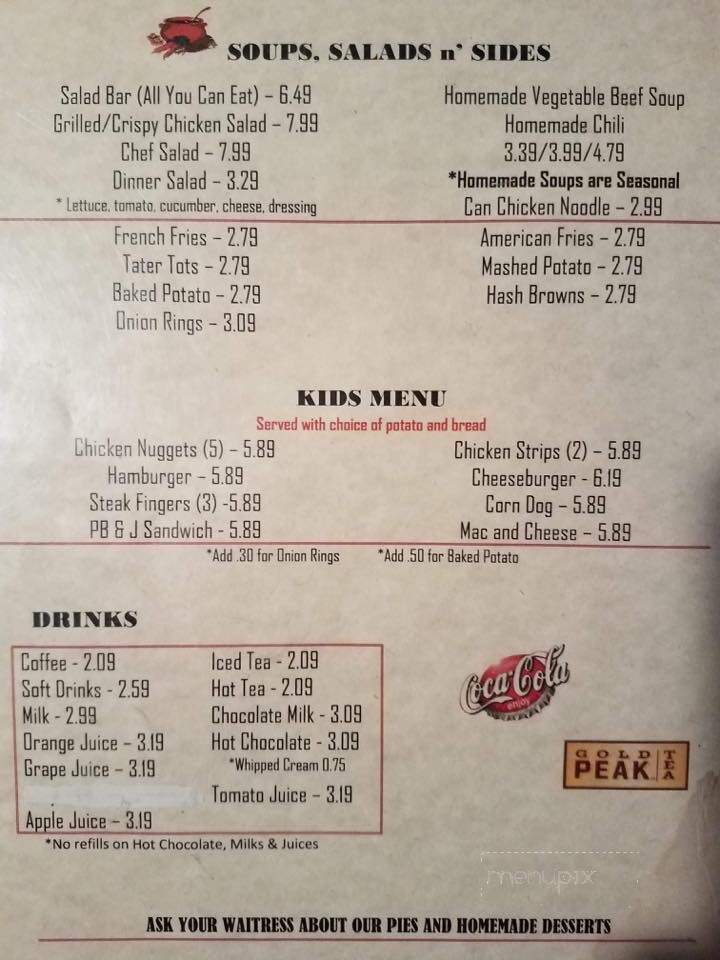 SOUPS, SALADS n' SIDES
Salad Bar (All You Can Eat) – 6.49
Grilled/Crispy Chicken Salad – 7.99
Chef Salad – 7.99
Dinner Salad – 3.29
* Lettuce, tomato, cucumber, cheese, dressing
Homemade Vegetable Beef Soup
Homemade Chili
3.39/3.99/4.79
*Homemade Soups are Seasonal
Can Chicken Noodle – 2.99
French Fries – 2.79
Tater Tots – 2.79
Baked Potato – 2.79
Onion Rings – 3.09
American Fries – 2.79
Mashed Potato – 2.79
Hash Browns – 2.79
KIDS MENU
Served with choice of potato and bread
Chicken Nuggets (5) – 5.89
Hamburger – 5.89
Steak Fingers (3) -5.89
PB & J Sandwich - 5.89
Chicken Strips (2) – 5.89
Cheeseburger - 6.19
Corn Dog – 5.89
Mac and Cheese – 5.89
*Add .30 for Onion Rings
*Add .50 for Baked Potato
DRINKS
Coffee - 2.09
Soft Drinks - 2.59
Milk - 2.99
Orange Juice – 3.19
Grape Juice – 3.19
Apple Juice – 3.19
Iced Tea - 2.09
Hot Tea - 2.09
Chocolate Milk - 3.09
Hot Chocolate - 3.09
*Whipped Cream 0.75
Tomato Juice – 3.19
*No refills on Hot Chocolate, Milks & Juices
Coca-Cola
enjoy
GOLD
PEAK
TEA
menupix
ASK YOUR WAITRESS ABOUT OUR PIES AND HOMEMADE DESSERTS